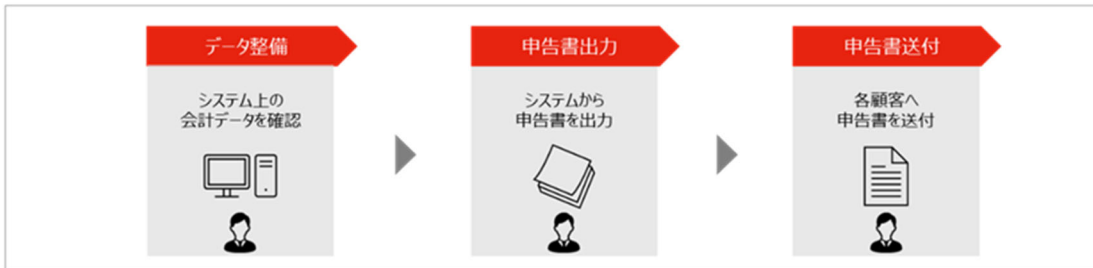 データ整備
システム上の
会計データを確認
申告書出力
システムから
申告書を出力
申告書送付
各顧客へ
申告書を送付